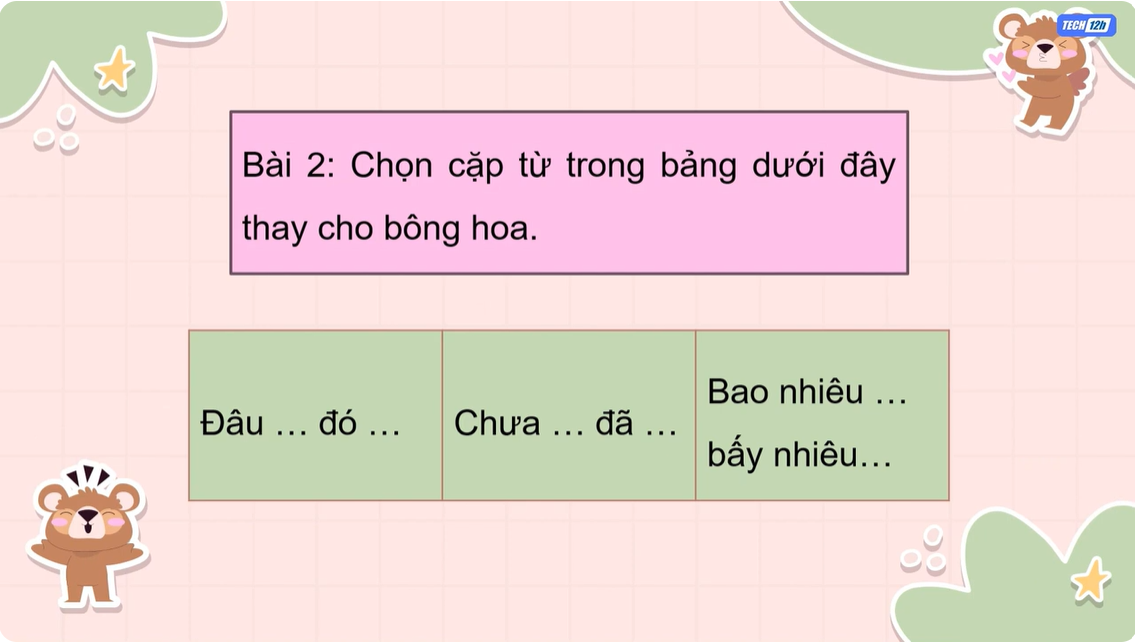 TECH 12h
Bài 2: Chọn cặp từ trong bảng dưới đây
thay cho bông hoa.
Đâu … đó …
Chưa … đã …
Bao nhiêu …
bấy nhiêu…